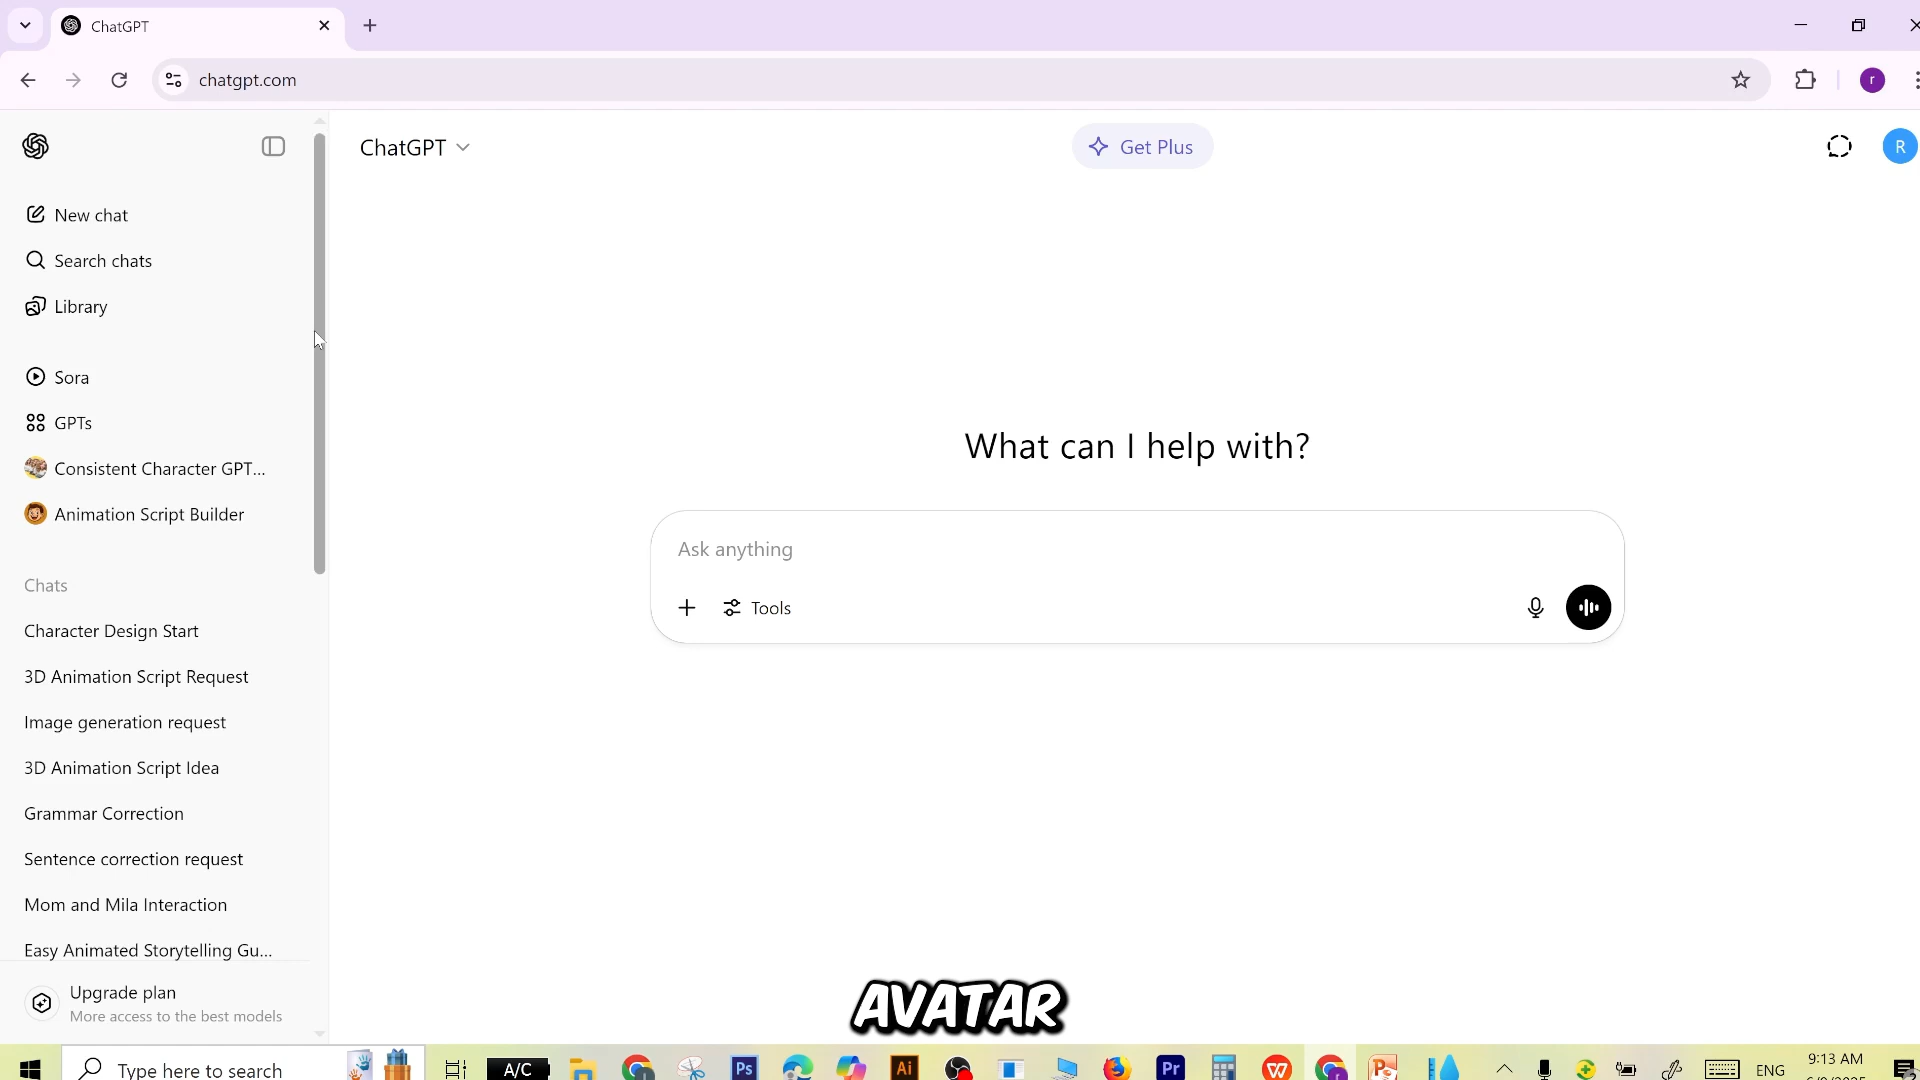 ChatGPT
chatgpt.com
r
ChatGPT
Get Plus
R
New chat
Search chats
Library
Sora
GPTs
Consistent Character GPT...
Animation Script Builder
Chats
Character Design Start
3D Animation Script Request
Image generation request
3D Animation Script Idea
Grammar Correction
Sentence correction request
Mom and Mila Interaction
Easy Animated Storytelling Gu...
Upgrade plan
More access to the best models
What can I help with?
Ask anything
Tools
AVATAR
Type here to search
A/C
Ps
Ai
Pr
W
ENG
9:13 AM